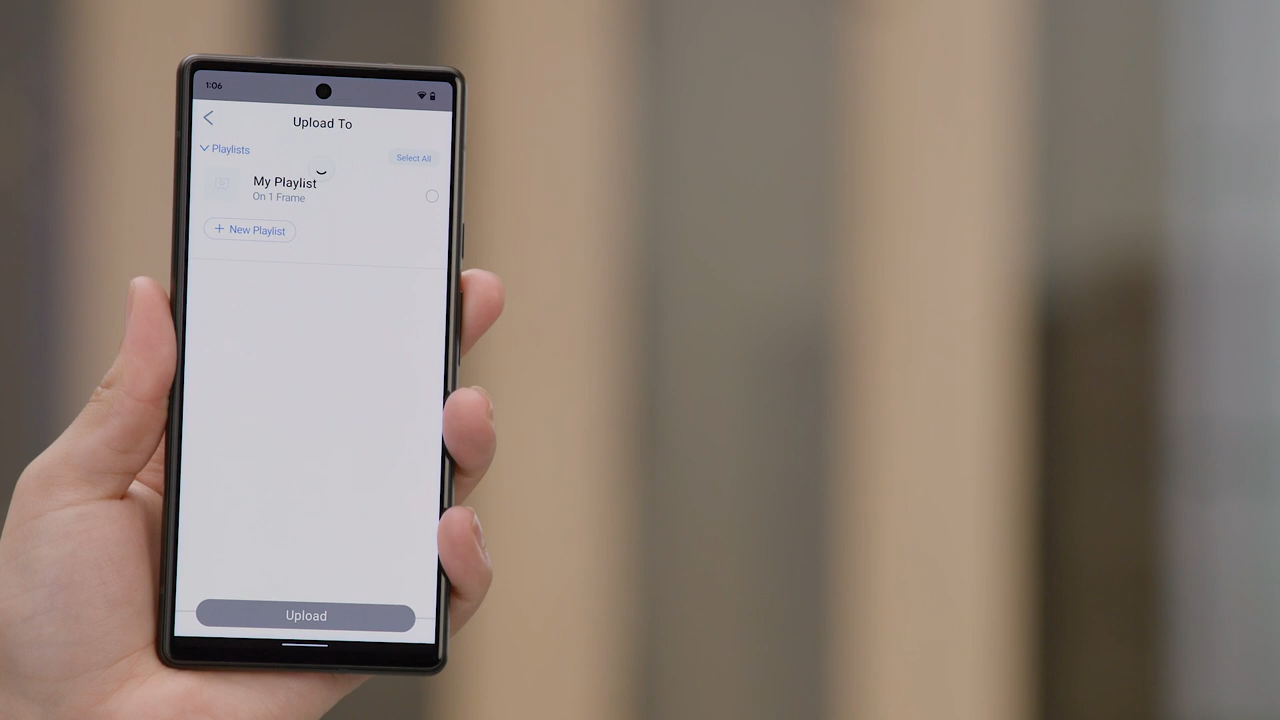 1:06
Upload To
Playlists
Select All
My Playlist
On 1 Frame
+ New Playlist
Upload